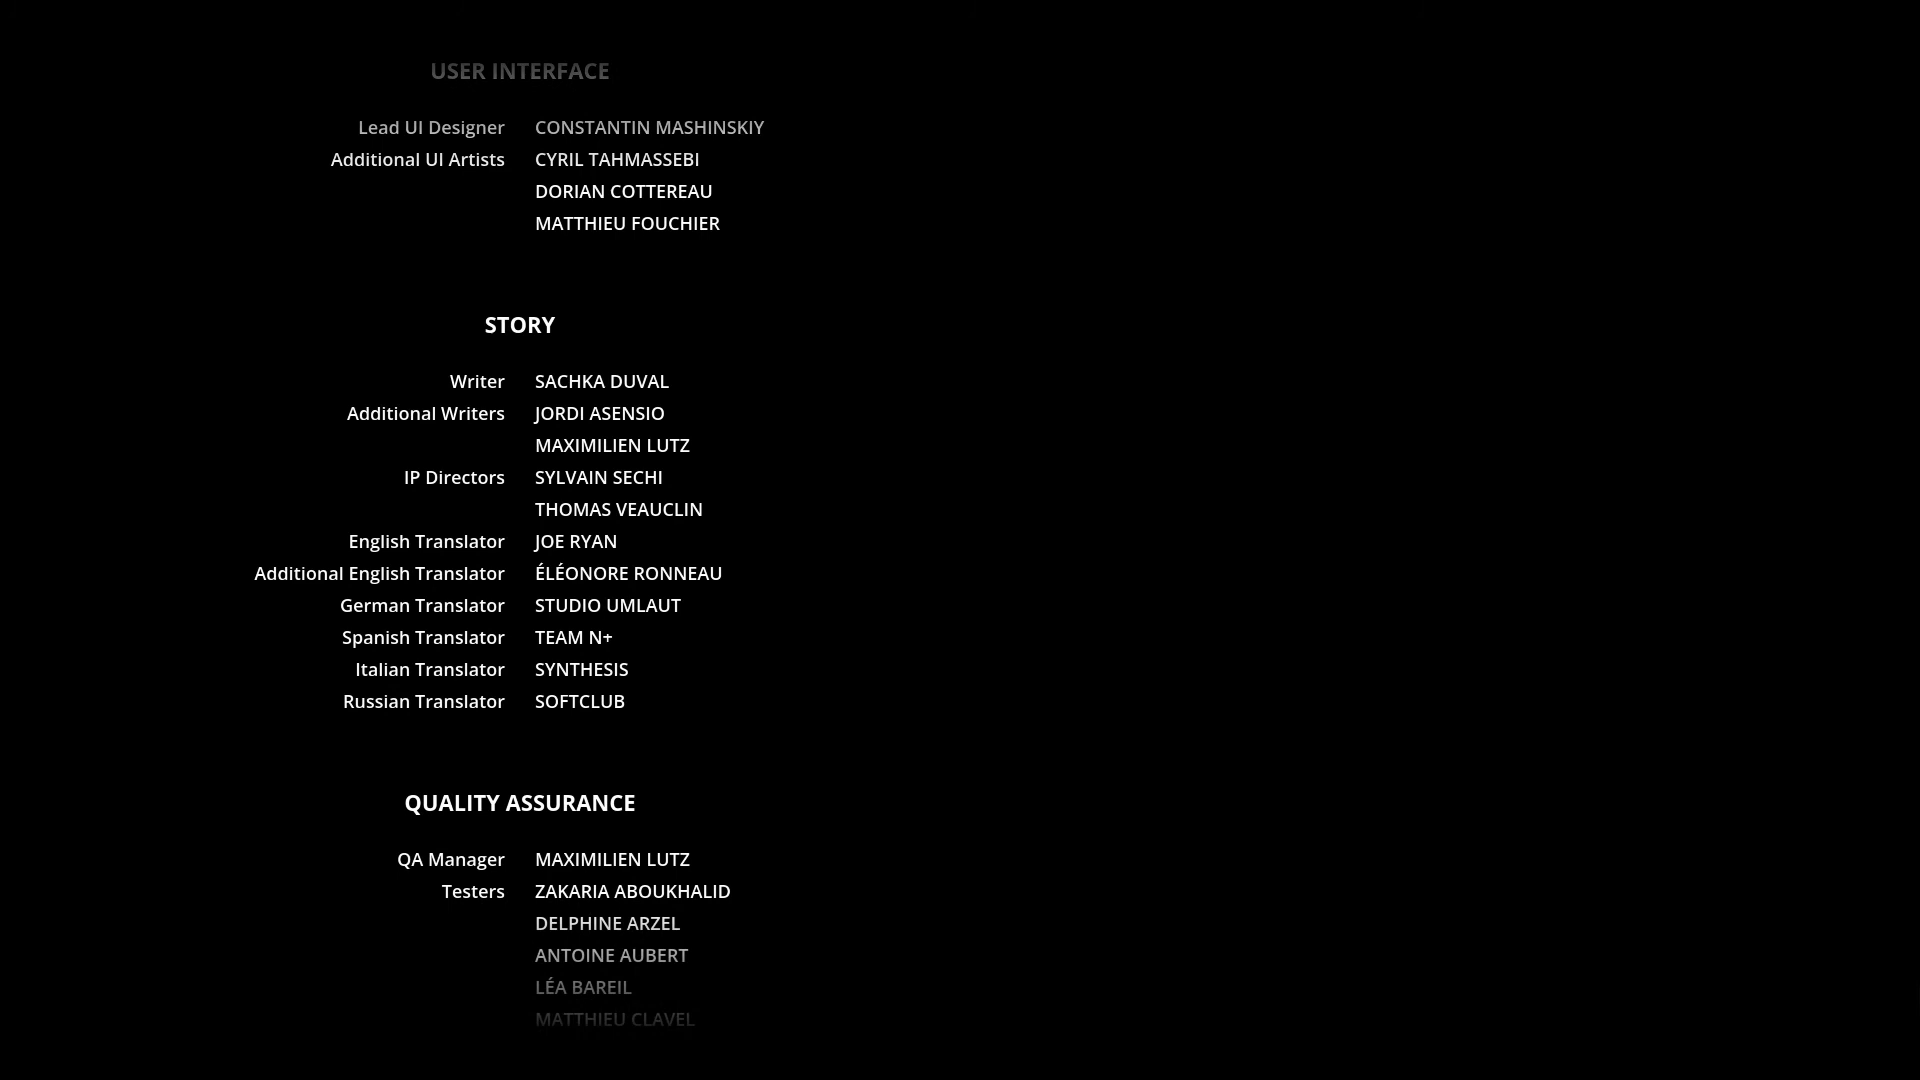 USER INTERFACE
Lead UI Designer CONSTANTIN MASHINSKIY
Additional UI Artists CYRIL TAHMASSEBI
DORIAN COTTEREAU
MATTHIEU FOUCHIER
STORY
Writer SACHKA DUVAL
Additional Writers JORDI ASENSIO
MAXIMILIEN LUTZ
IP Directors SYLVAIN SECHI
THOMAS VEAUCLIN
English Translator JOE RYAN
Additional English Translator ÉLÉONORE RONNEAU
German Translator STUDIO UMLAUT
Spanish Translator TEAM N+
Italian Translator SYNTHESIS
Russian Translator SOFTCLUB
QUALITY ASSURANCE
QA Manager MAXIMILIEN LUTZ
Testers ZAKARIA ABOUKHALID
DELPHINE ARZEL
ANTOINE AUBERT
LÉA BAREIL
MATTHIEU CLAVEL